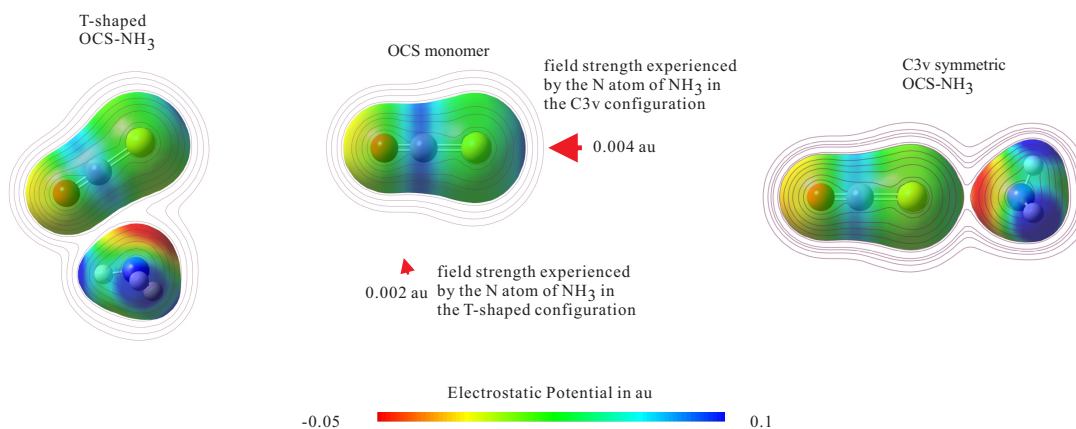 T-shaped
OCS-NH3
OCS monomer
field strength experienced
by the N atom of NH3 in
the C3v configuration
0.004 au
C3v symmetric
OCS-NH3
0.002 au
field strength experienced
by the N atom of NH3 in
the T-shaped configuration
Electrostatic Potential in au
-0.05
0.1